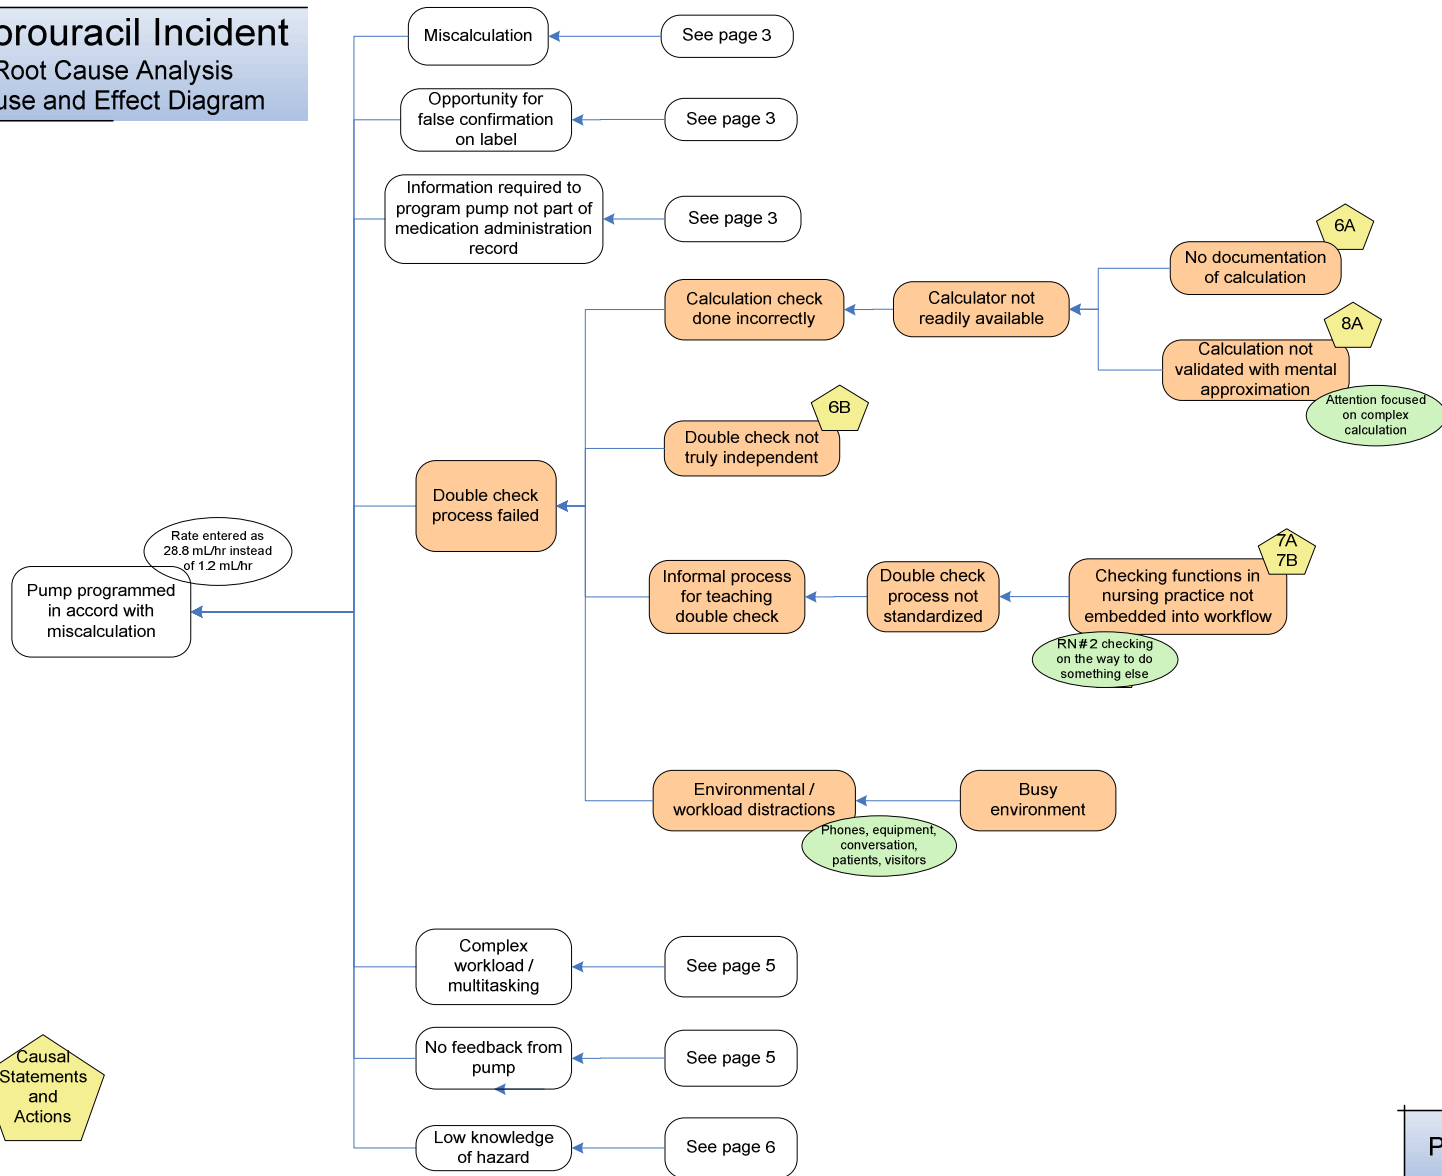 orouracil Incident
Root Cause Analysis
use and Effect Diagram
Miscalculation
See page 3
Opportunity for
false confirmation
on label
See page 3
Information required to
program pump not part of
medication administration
record
See page 3
6A
No documentation
of calculation
Calculation check
done incorrectly
Calculator not
readily available
8A
Calculation not
validated with mental
approximation
Attention focused
on complex
calculation
6B
Double check not
truly independent
Double check
process failed
Rate entered as
28.8 mL/hr instead
of 1.2 mL/hr
Pump programmed
in accord with
miscalculation
Informal process
for teaching
double check
Double check
process not
standardized
7A
7B
Checking functions in
nursing practice not
embedded into workflow
RN#2 checking
on the way to do
something else
Environmental /
workload distractions
Busy
environment
Phones, equipment,
conversation,
patients, visitors
Complex
workload /
multitasking
See page 5
No feedback from
pump
See page 5
Causal
Statements
and
Actions
Low knowledge
of hazard
See page 6
P